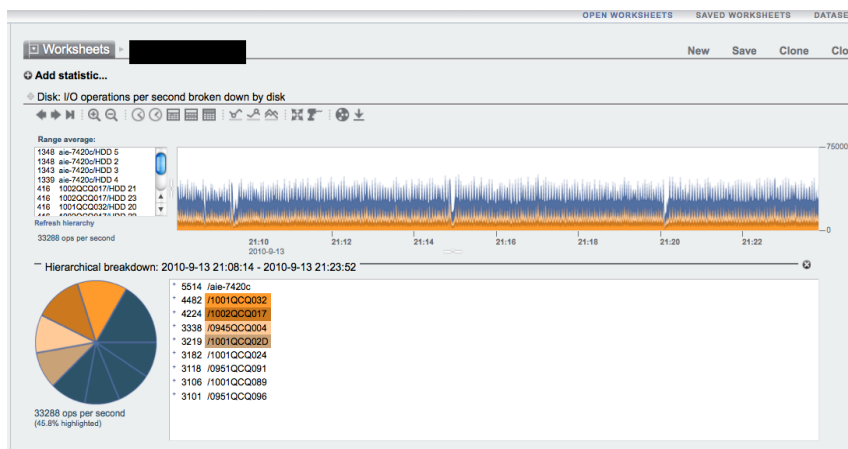 OPEN WORKSHEETS SAVED WORKSHEETS DATASE
Worksheets
New Save Clone Clo
Add statistic...
Disk: I/O operations per second broken down by disk
Range average:
1348 aie-7420c/HDD 5
1348 aie-7420c/HDD 2
1343 aie-7420c/HDD 3
1339 aie-7420c/HDD 4
416 1002QCQ017/HDD 21
416 1002QCQ017/HDD 23
416 1001QCQ032/HDD 20
Refresh hierarchy
33288 ops per second
75000
0
21:10 21:12 21:14 21:16 21:18 21:20 21:22
2010-9-13
Hierarchical breakdown: 2010-9-13 21:08:14 - 2010-9-13 21:23:52
+ 5514 /aie-7420c
+ 4482 /1001QCQ032
+ 4224 /1002QCQ017
+ 3338 /0945QCQ004
+ 3219 /1001QCQ02D
+ 3182 /1001QCQ024
+ 3118 /0951QCQ091
+ 3106 /1001QCQ089
+ 3101 /0951QCQ096
33288 ops per second
(45.8% highlighted)